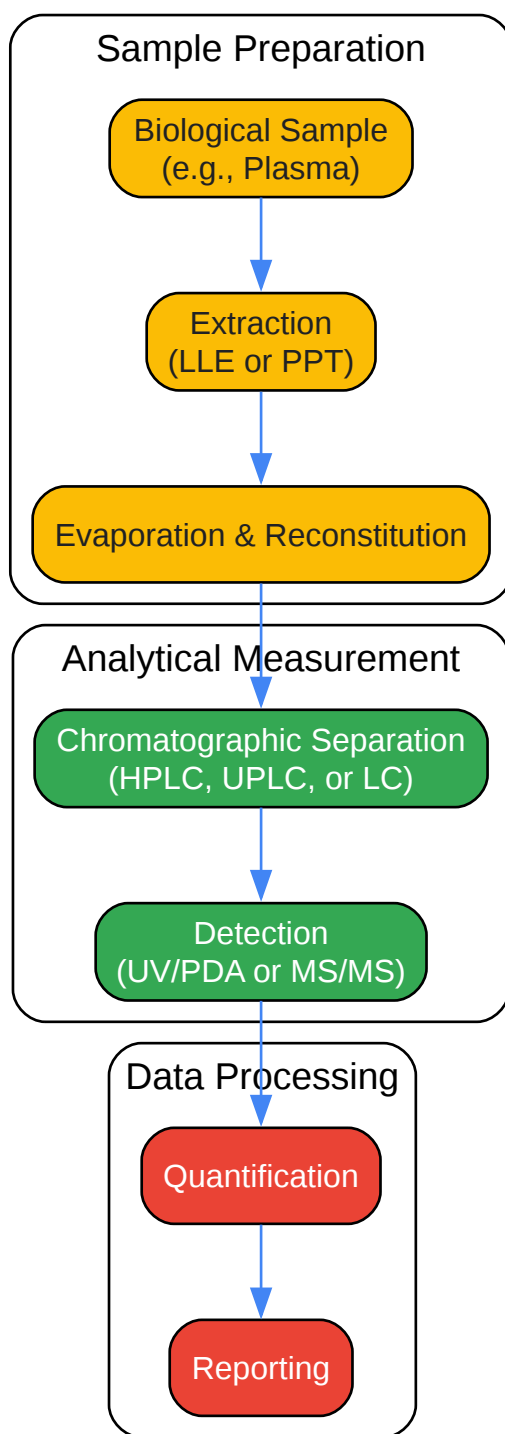 Sample Preparation
Biological Sample
(e.g., Plasma)
Extraction
(LLE or PPT)
Evaporation & Reconstitution
Analytical Measurement
Chromatographic Separation
(HPLC, UPLC, or LC)
Detection
(UV/PDA or MS/MS)
Data Processing
Quantification
Reporting